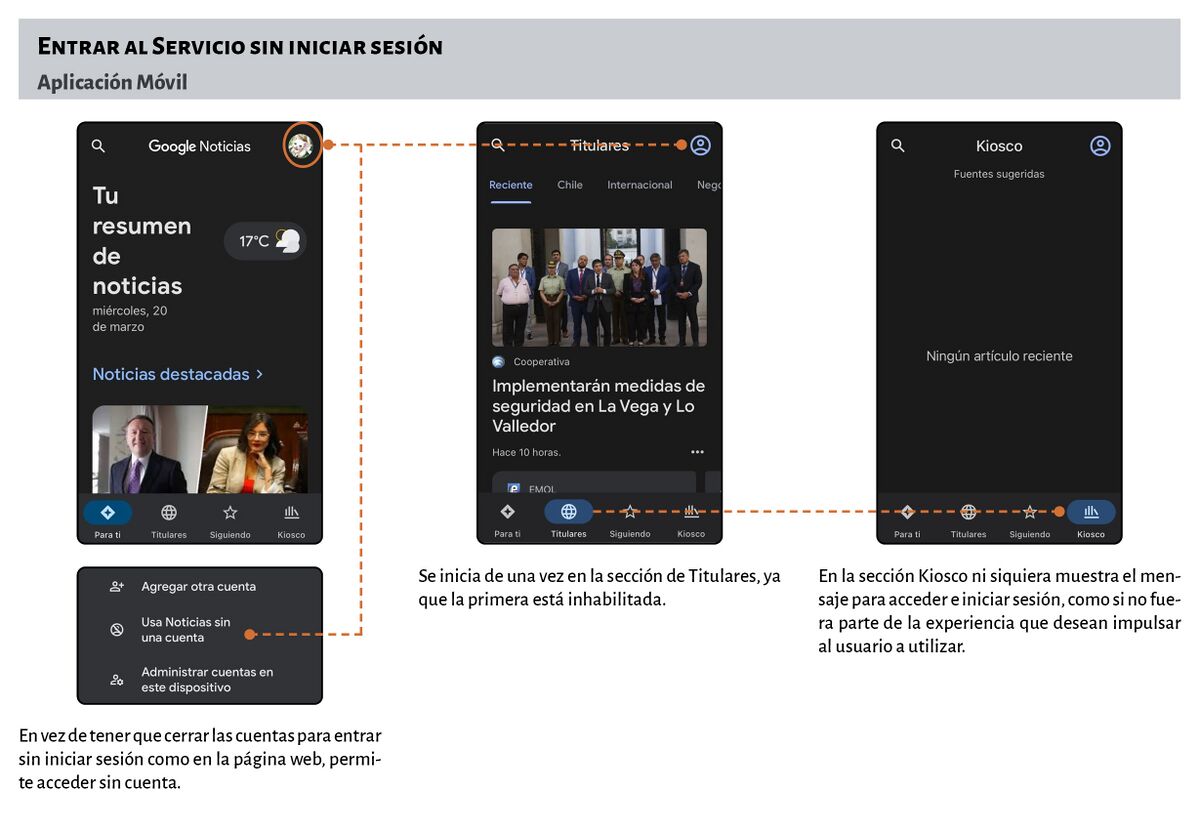 Entrar al Servicio sin iniciar sesión
Aplicación Móvil
Google Noticias
Tu
resumen
de
noticias
17°C
miércoles, 20
de marzo
Noticias destacadas >
Para ti
Titulares
Siguiendo
Kiosco
Agregar otra cuenta
Usa Noticias sin
una cuenta
Administrar cuentas en
este dispositivo
En vez de tener que cerrar las cuentas para entrar
sin iniciar sesión como en la página web, permi-
te acceder sin cuenta.
Titulares
Reciente
Chile
Internacional
Nego
Cooperativa
Implementarán medidas de
seguridad en La Vega y Lo
Valledor
Hace 10 horas.
EMOL
Para ti
Titulares
Siguiendo
Kiosco
Se inicia de una vez en la sección de Titulares, ya
que la primera está inhabilitada.
Kiosco
Fuentes sugeridas
Ningún artículo reciente
Para ti
Titulares
Siguiendo
Kiosco
En la sección Kiosco ni siquiera muestra el men-
saje para acceder e iniciar sesión, como si no fue-
ra parte de la experiencia que desean impulsar
al usuario a utilizar.